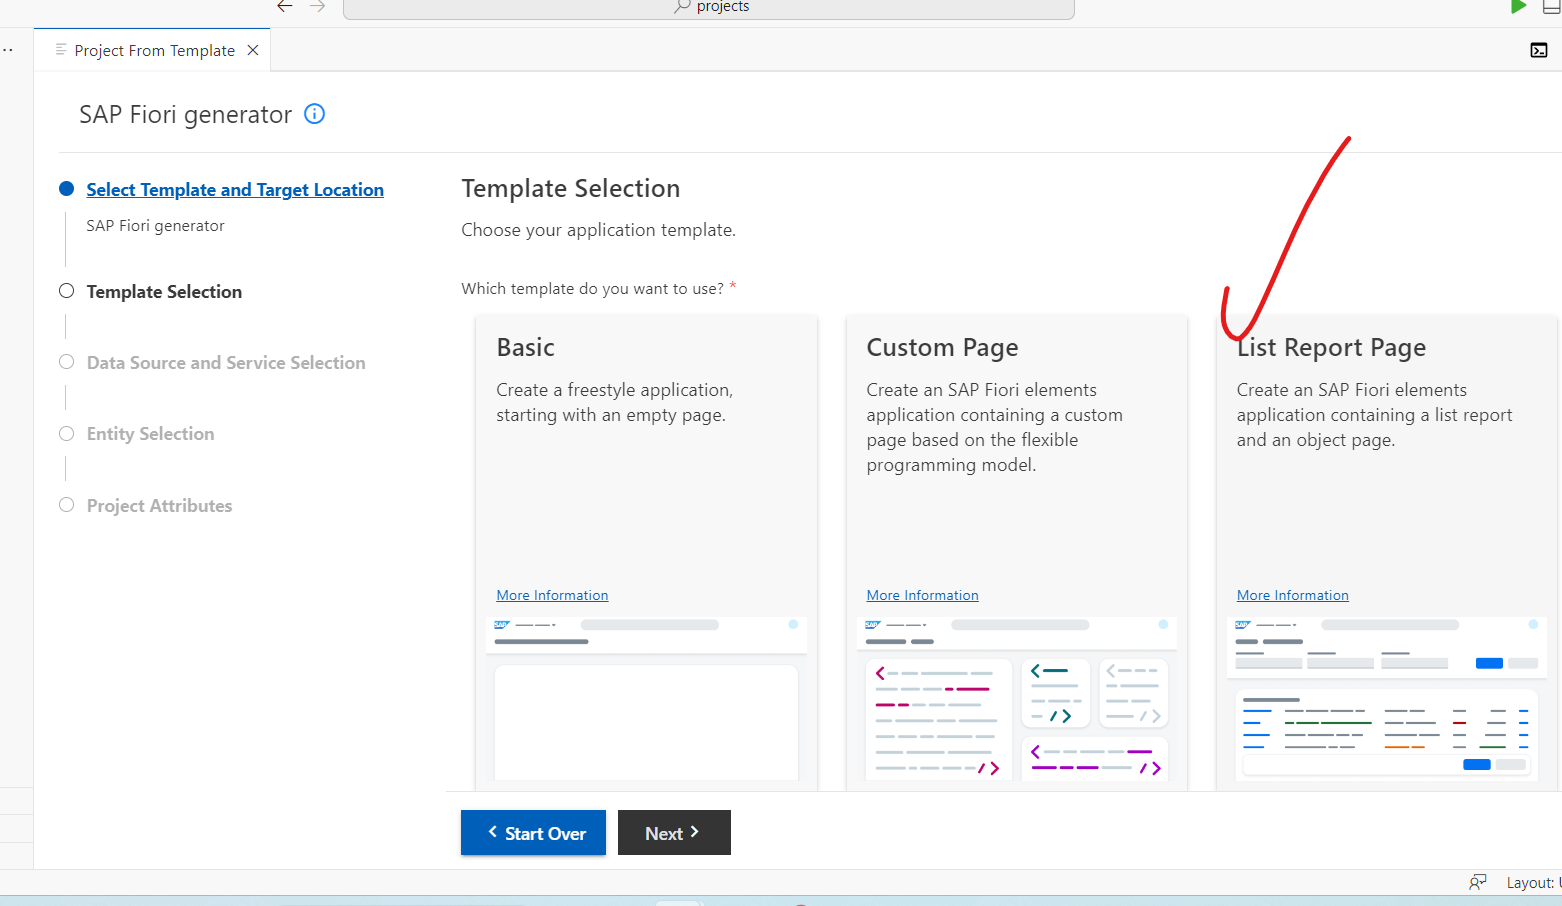 projects
Project From Template
SAP Fiori generator
Select Template and Target Location
SAP Fiori generator
Template Selection
Data Source and Service Selection
Entity Selection
Project Attributes
Template Selection
Choose your application template.
Which template do you want to use? *
Basic
Create a freestyle application,
starting with an empty page.
More Information
SAP
Custom Page
Create an SAP Fiori elements
application containing a custom
page based on the flexible
programming model.
More Information
SAP
List Report Page
Create an SAP Fiori elements
application containing a list report
and an object page.
More Information
SAP
Start Over
Next
Layout: